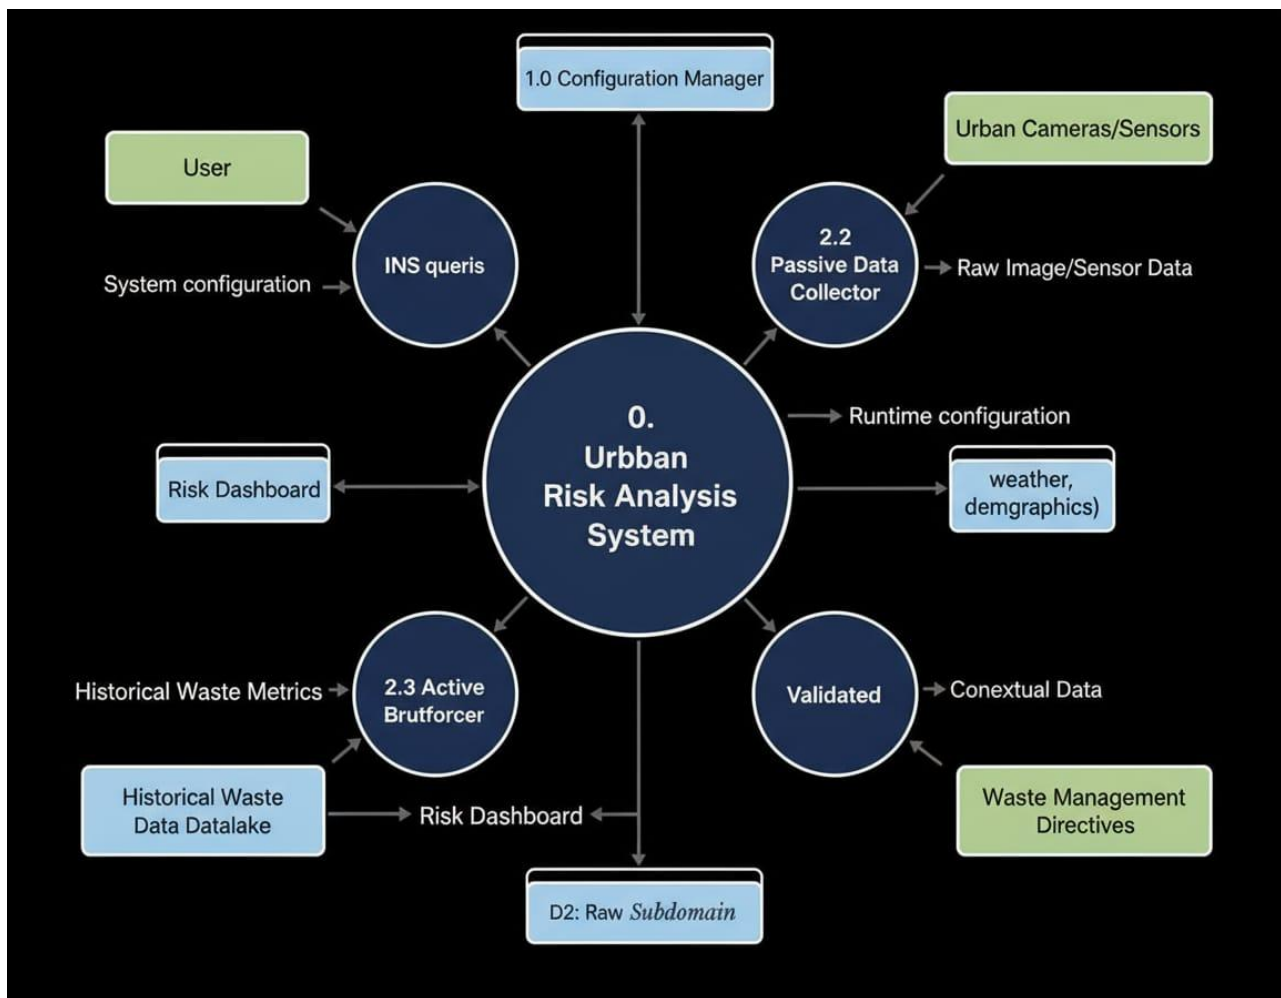 1.0 Configuration Manager
Urban Cameras/Sensors
User
2.2
Passive Data
Collector
INS queris
Raw Image/Sensor Data
System configuration
0.
Urbban
Risk Analysis
System
Runtime configuration
Risk Dashboard
weather,
demgraphics)
Historical Waste Metrics
2.3 Active
Brutforcer
Validated
Conextual Data
Historical Waste
Data Datalake
Risk Dashboard
Waste Management
Directives
D2: Raw Subdomain